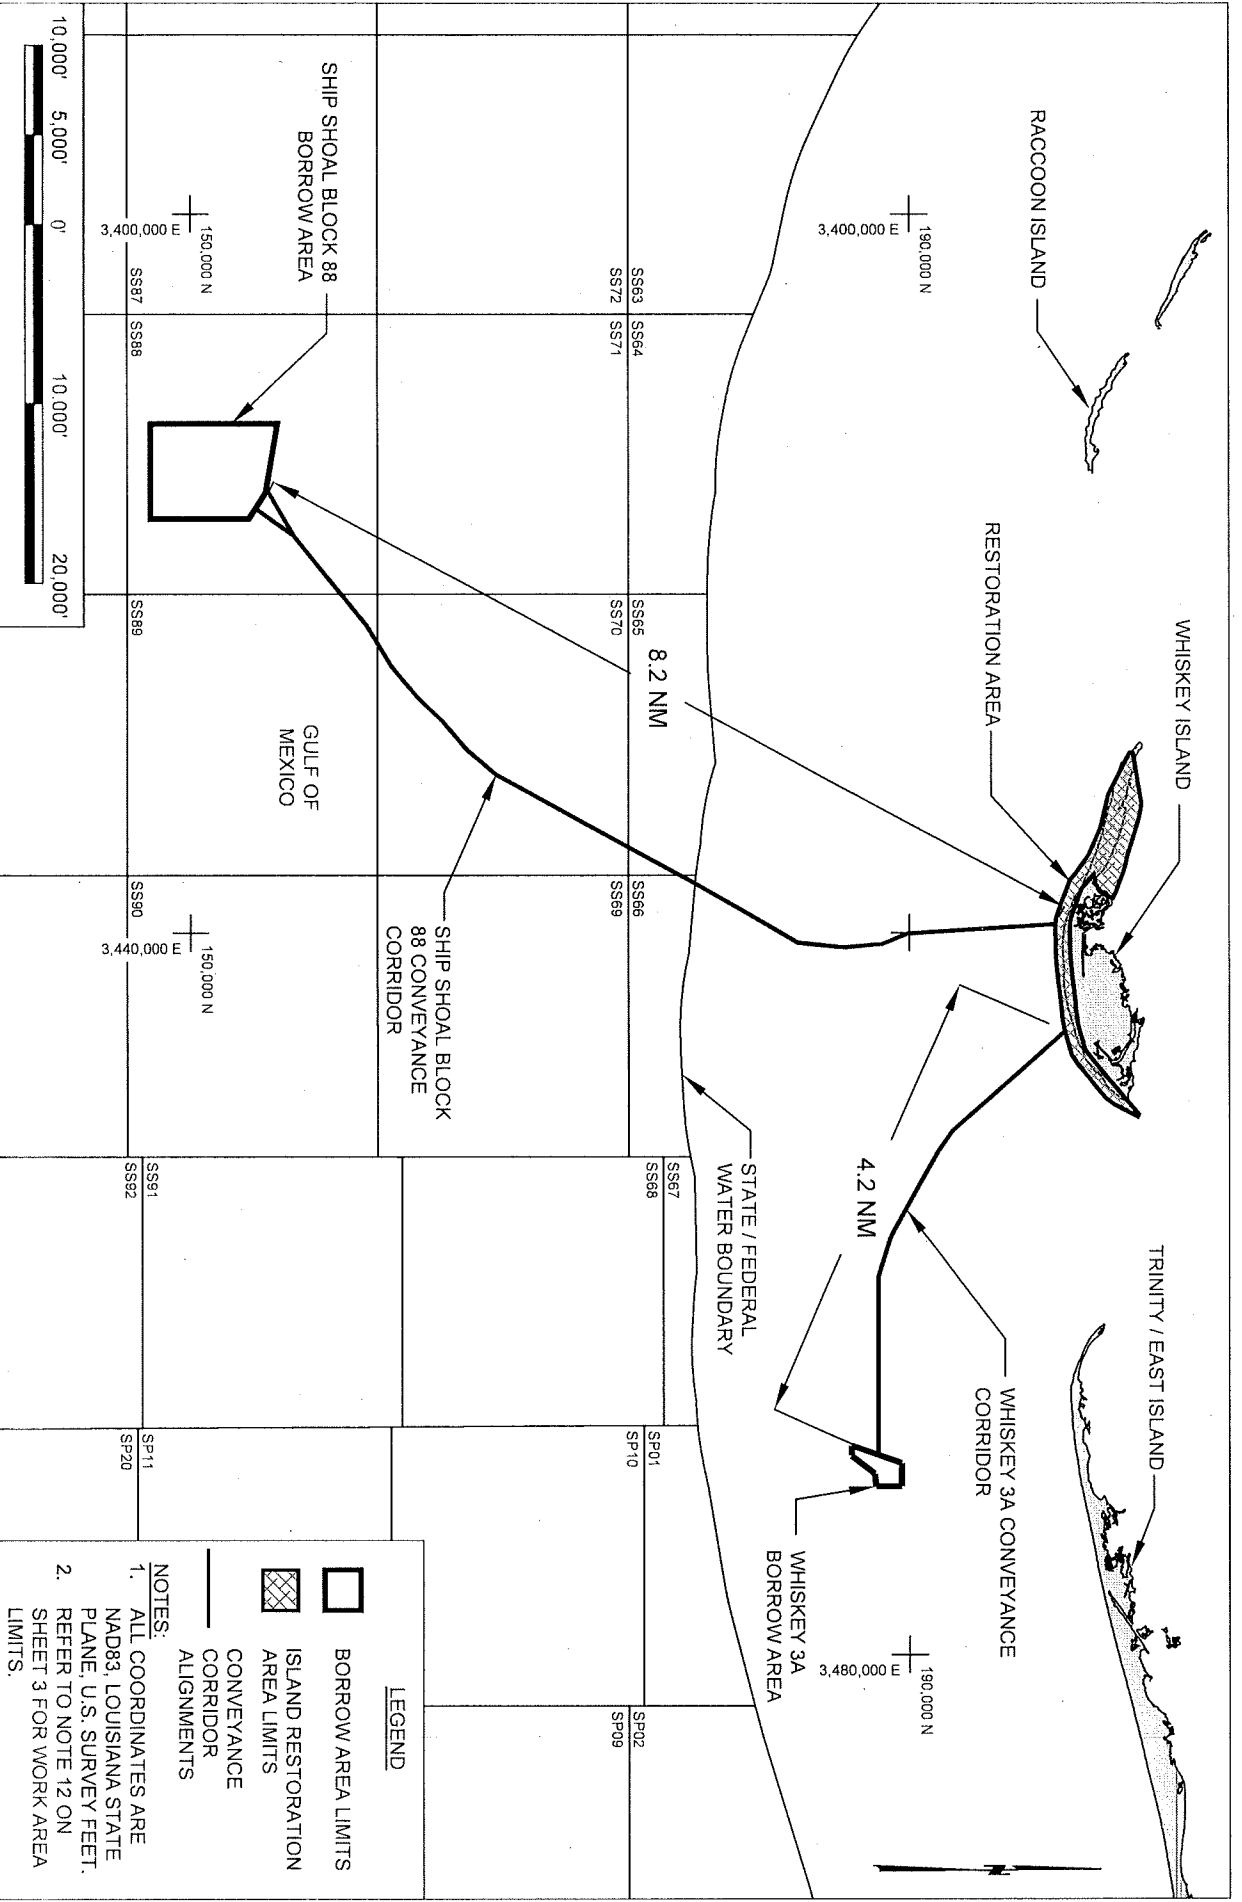 WHISKEY ISLAND
TRINITY / EAST ISLAND
RACCOON ISLAND
RESTORATION AREA
190,000 N
3,400,000 E
WHISKEY 3A CONVEYANCE
CORRIDOR
190,000 N
3,480,000 E
4.2 NM
WHISKEY 3A
BORROW AREA
STATE / FEDERAL
WATER BOUNDARY
8.2 NM
SS63
SS72
SS64
SS71
SS65
SS70
SS66
SS69
SS67
SS68
SP01
SP10
SP02
SP09
SHIP SHOAL BLOCK
88 CONVEYANCE
CORRIDOR
SHIP SHOAL BLOCK 88
BORROW AREA
GULF OF
MEXICO
150,000 N
3,400,000 E
150,000 N
3,440,000 E
SS87
SS88
SS89
SS90
SS91
SS92
SP11
SP20
10,000'
5,000'
0'
10.000'
20,000'
LEGEND
BORROW AREA LIMITS
ISLAND RESTORATION
AREA LIMITS
CONVEYANCE
CORRIDOR
ALIGNMENTS
NOTES:
1. ALL COORDINATES ARE
NAD83, LOUISIANA STATE
PLANE, U.S. SURVEY FEET.
2. REFER TO NOTE 12 ON
SHEET 3 FOR WORK AREA
LIMITS.